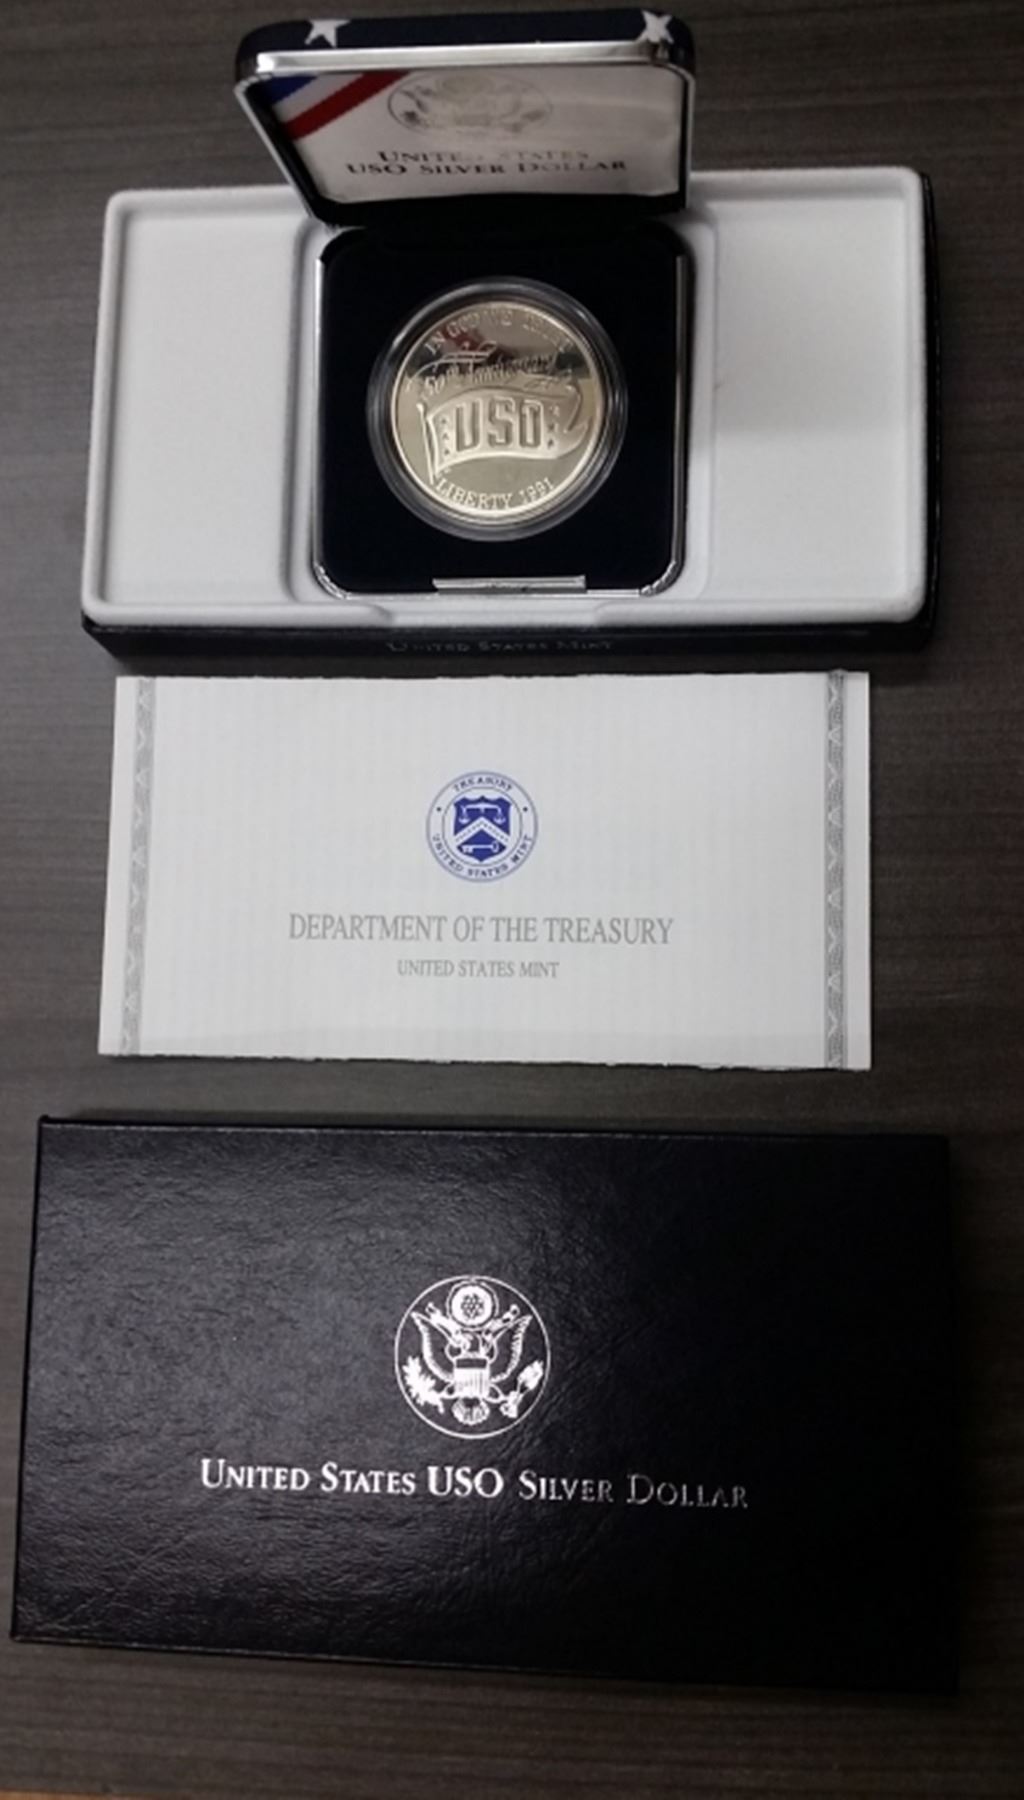 UNITED STATES
USO SILVER DOLLAR
IN GOD WE TRUST
50th Anniversary
USO
LIBERTY 1991
UNITED STATES MINT
TREASURY
UNITED STATES MINT
DEPARTMENT OF THE TREASURY
UNITED STATES MINT
UNITED STATES USO SILVER DOLLAR